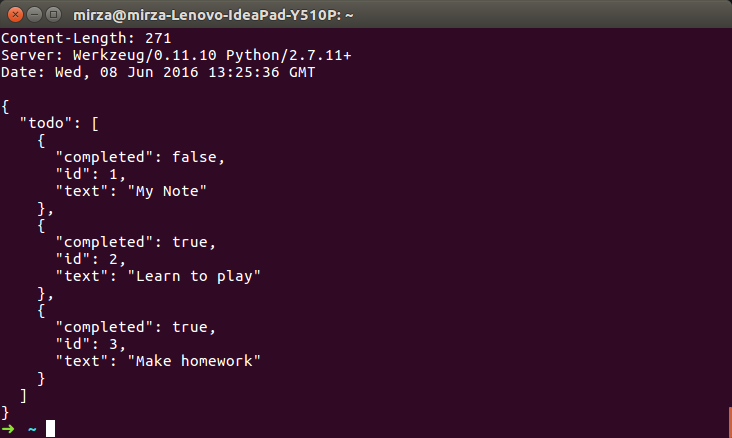 mirza@mirza-Lenovo-IdeaPad-Y510P: ~
Content-Length: 271
Server: Werkzeug/0.11.10 Python/2.7.11+
Date: Wed, 08 Jun 2016 13:25:36 GMT

{
  "todo": [
    {
      "completed": false,
      "id": 1,
      "text": "My Note"
    },
    {
      "completed": true,
      "id": 2,
      "text": "Learn to play"
    },
    {
      "completed": true,
      "id": 3,
      "text": "Make homework"
    }
  ]
}
➜  ~